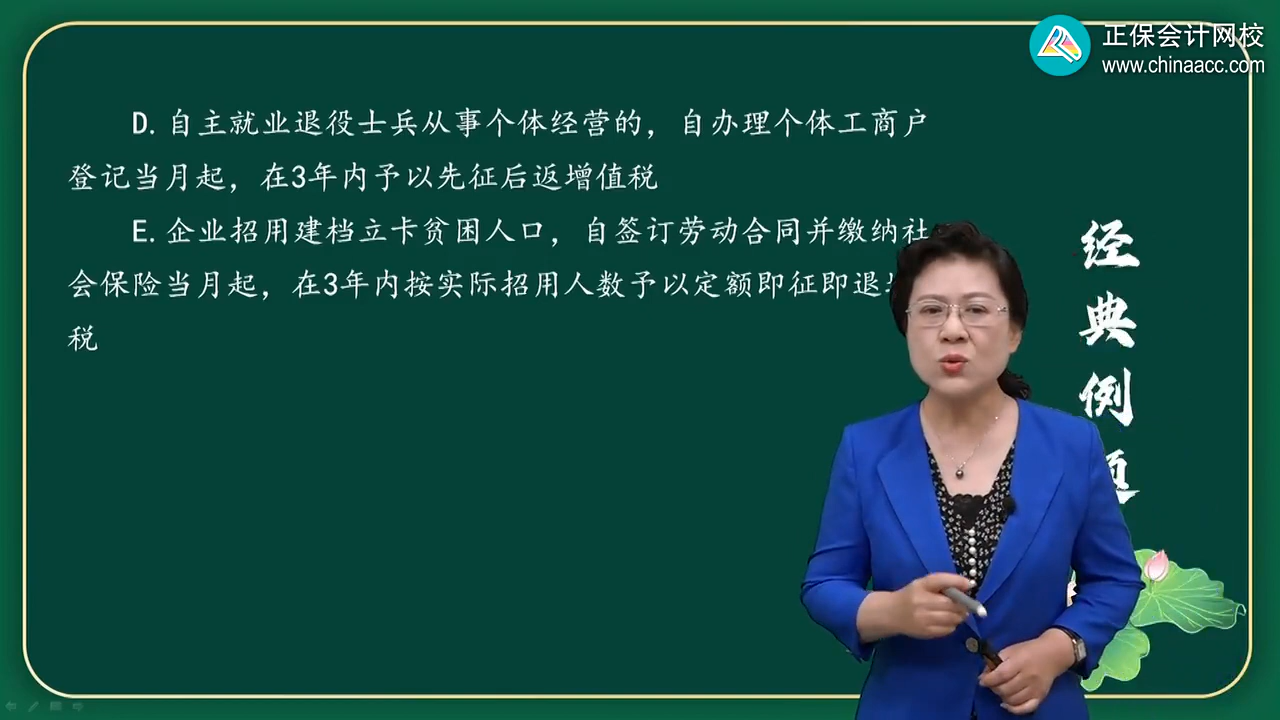 正保会计网校
www.chinaacc.com
D. 自主就业退役士兵从事个体经营的，自办理个体工商户
登记当月起，在3年内予以先征后返增值税
E. 企业招用建档立卡贫困人口，自签订劳动合同并缴纳社
会保险当月起，在3年内按实际招用人数予以定额即征即退
税
经典例